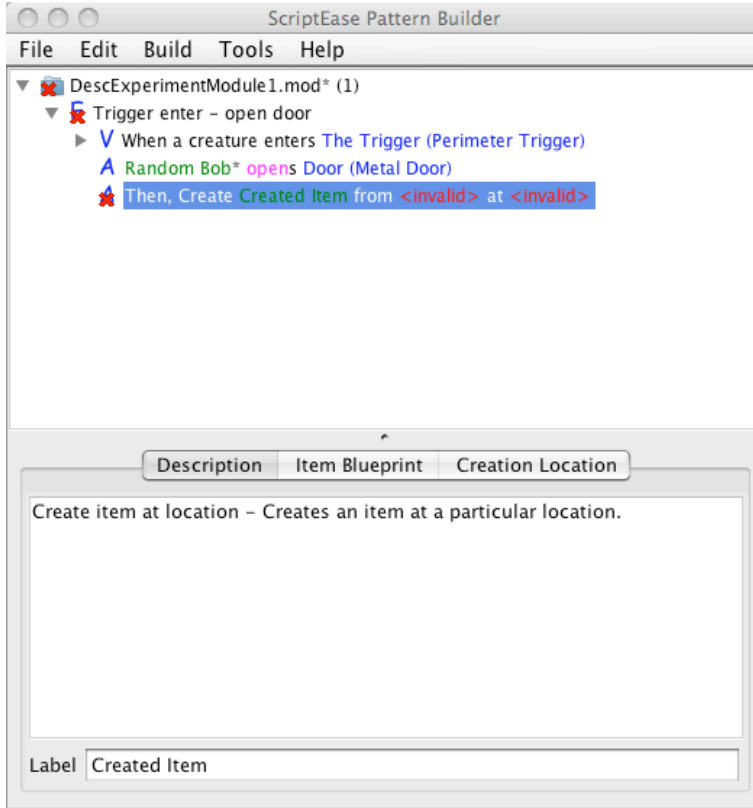 ScriptEase Pattern Builder
File Edit Build Tools Help
DescExperimentModule1.mod* (1)
Trigger enter – open door
V When a creature enters The Trigger (Perimeter Trigger)
A Random Bob* opens Door (Metal Door)
Then, Create Created Item from <invalid> at <invalid>
Description Item Blueprint Creation Location
Create item at location – Creates an item at a particular location.
Label Created Item